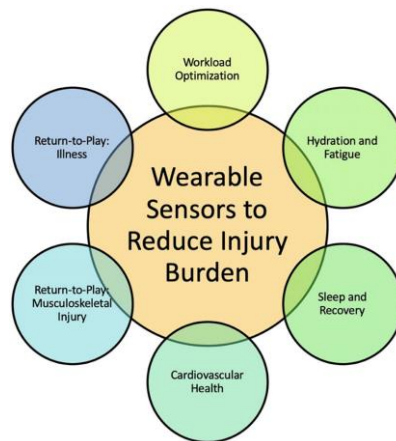 Workload
Optimization
Hydration and
Fatigue
Sleep and
Recovery
Cardiovascular
Health
Return-to-Play:
Musculoskeletal
Injury
Return-to-Play:
Illness
Wearable
Sensors to
Reduce Injury
Burden